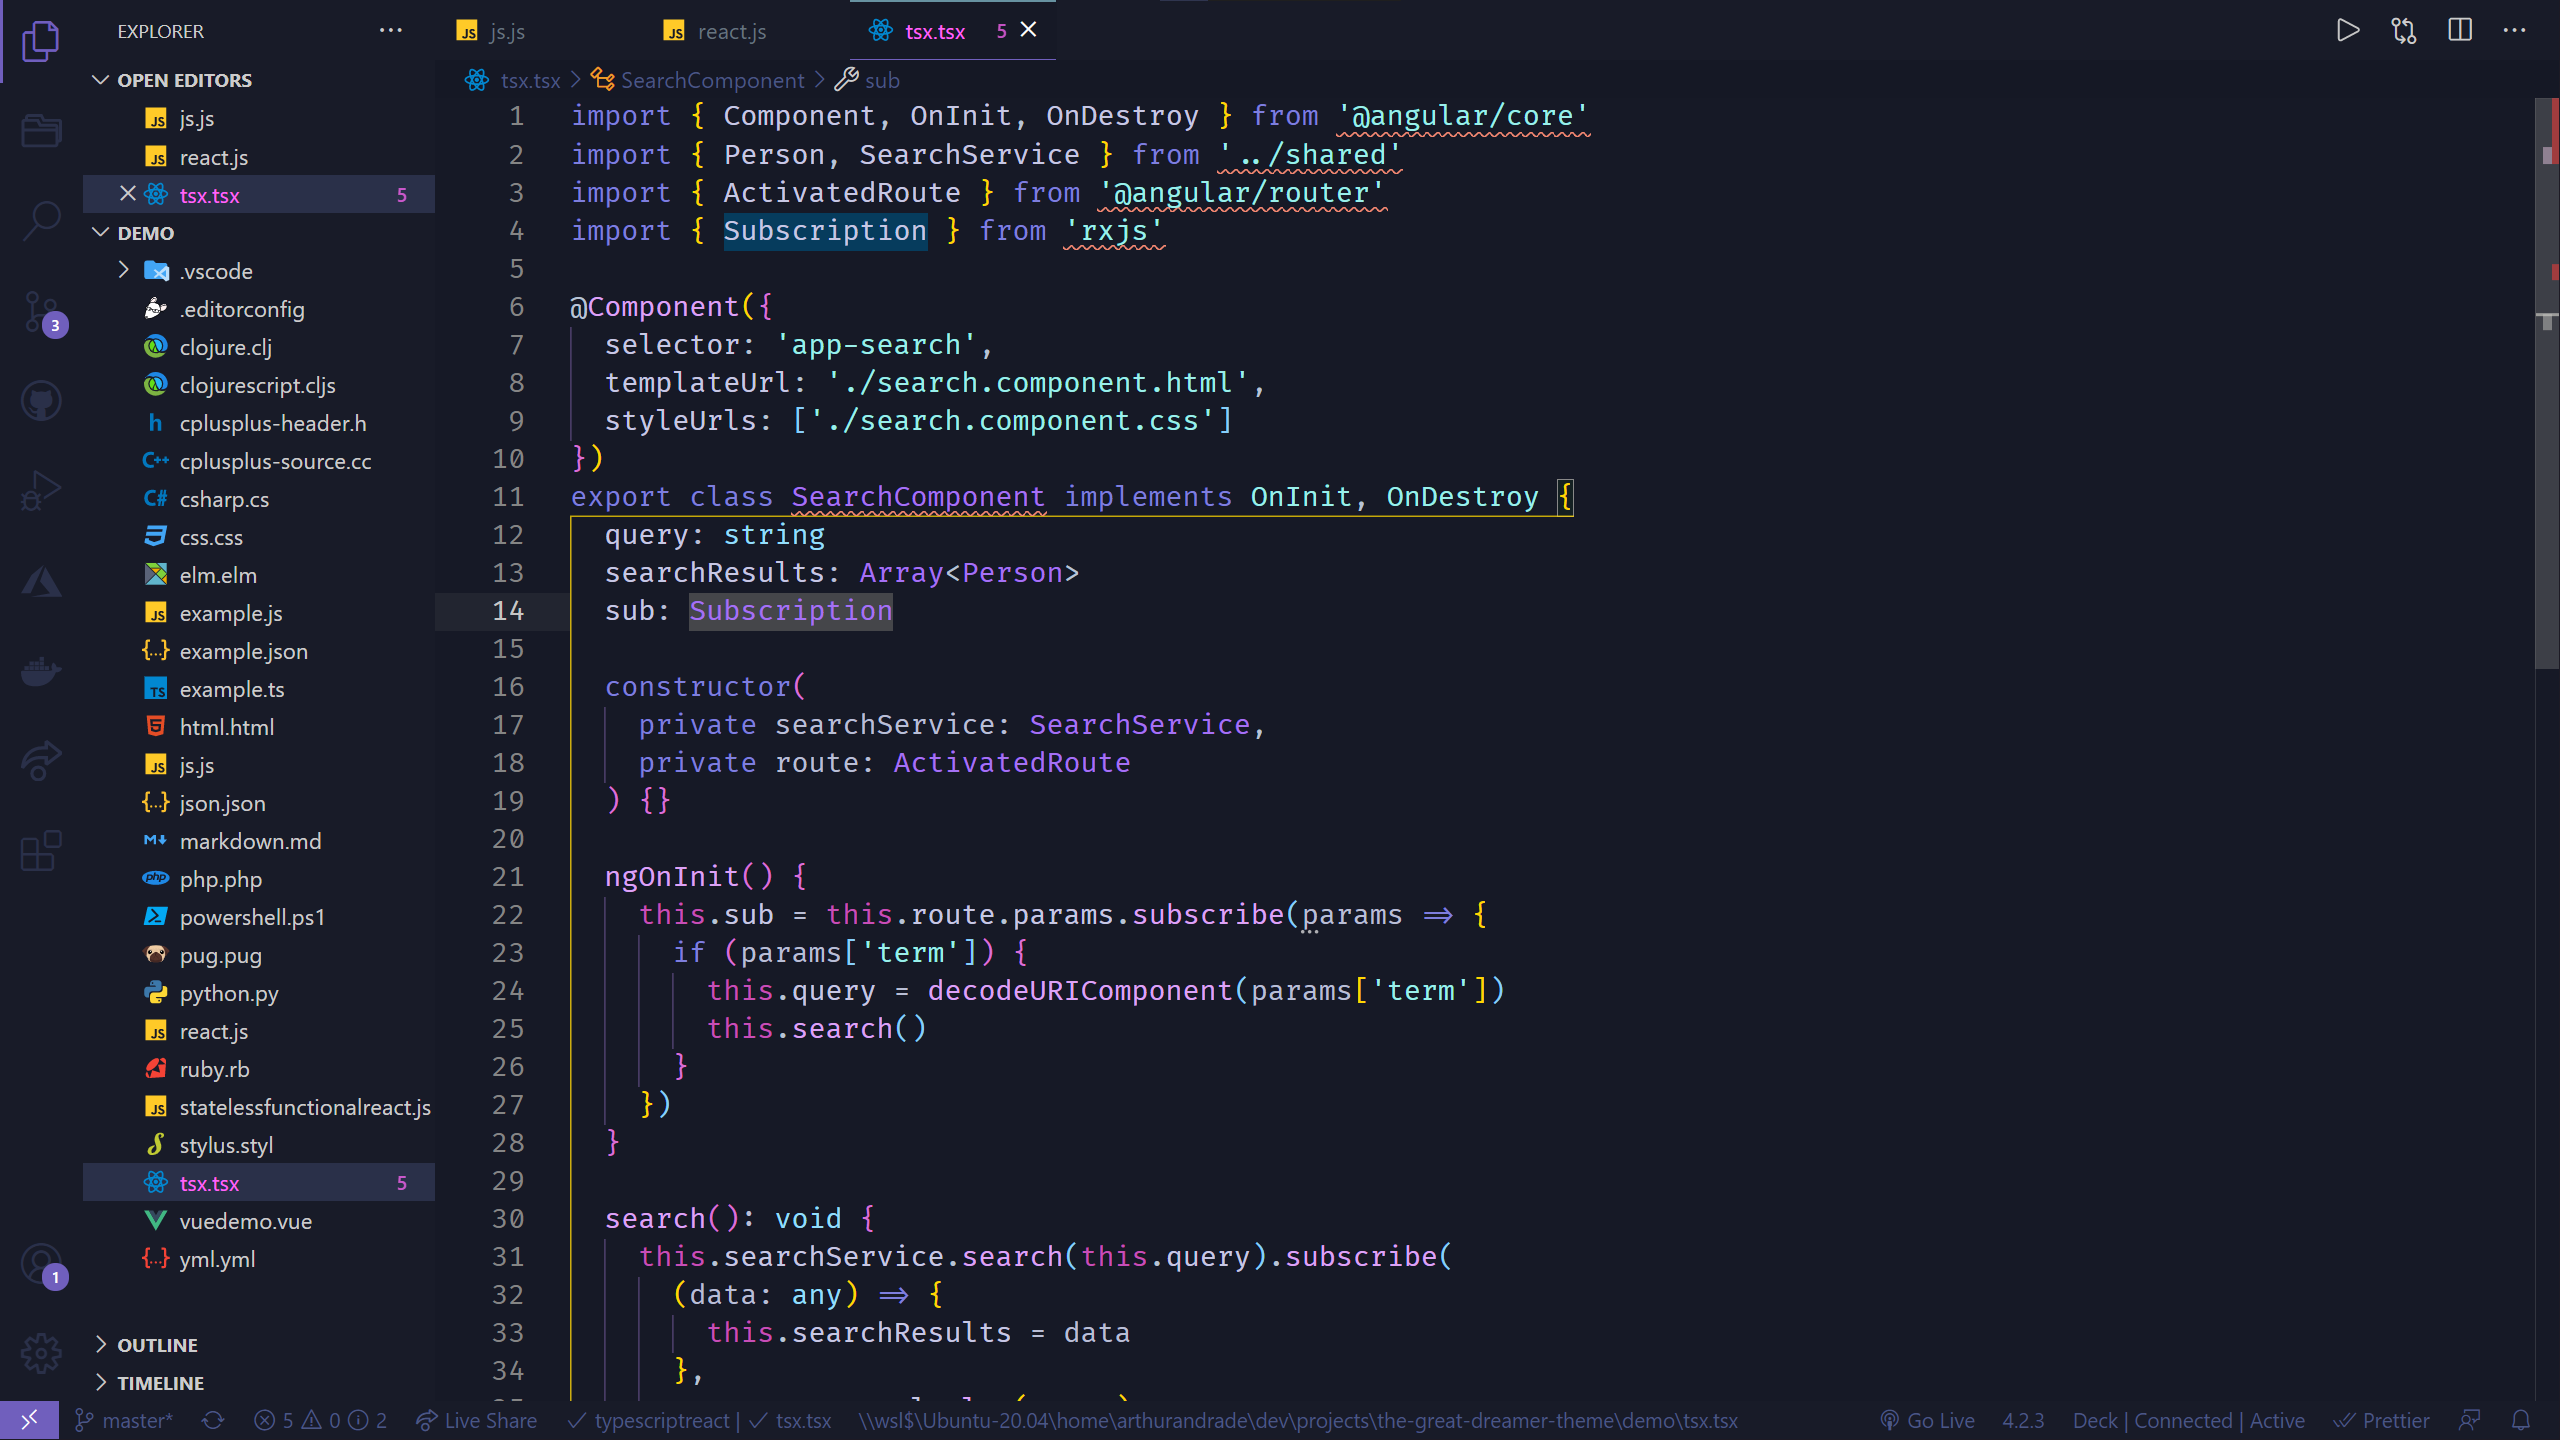 EXPLORER
OPEN EDITORS
js.js
react.js
tsx.tsx 5
DEMO
.vscode
.editorconfig
clojure.clj
clojurescript.cljs
cplusplus-header.h
cplusplus-source.cc
csharp.cs
css.css
elm.elm
example.js
example.json
example.ts
html.html
js.js
json.json
markdown.md
php.php
powershell.ps1
pug.pug
python.py
react.js
ruby.rb
statelessfunctionalreact.js
stylus.styl
tsx.tsx 5
vuedemo.vue
yml.yml
OUTLINE
TIMELINE
3
1
js.js react.js tsx.tsx 5
tsx.tsx > SearchComponent > sub
1 import { Component, OnInit, OnDestroy } from '@angular/core'
2 import { Person, SearchService } from '../shared'
3 import { ActivatedRoute } from '@angular/router'
4 import { Subscription } from 'rxjs'
5
6 @Component({
7   selector: 'app-search',
8   templateUrl: './search.component.html',
9   styleUrls: ['./search.component.css']
10 })
11 export class SearchComponent implements OnInit, OnDestroy {
12   query: string
13   searchResults: Array<Person>
14   sub: Subscription
15
16   constructor(
17     private searchService: SearchService,
18     private route: ActivatedRoute
19   ) {}
20
21   ngOnInit() {
22     this.sub = this.route.params.subscribe(params => {
23       if (params['term']) {
24         this.query = decodeURIComponent(params['term'])
25         this.search()
26       }
27     })
28   }
29
30   search(): void {
31     this.searchService.search(this.query).subscribe(
32       (data: any) => {
33         this.searchResults = data
34       },
master* 5 0 2 Live Share typescriptreact | tsx.tsx \\wsl$\Ubuntu-20.04\home\arthurandrade\dev\projects\the-great-dreamer-theme\demo\tsx.tsx Go Live 4.2.3 Deck | Connected | Active Prettier